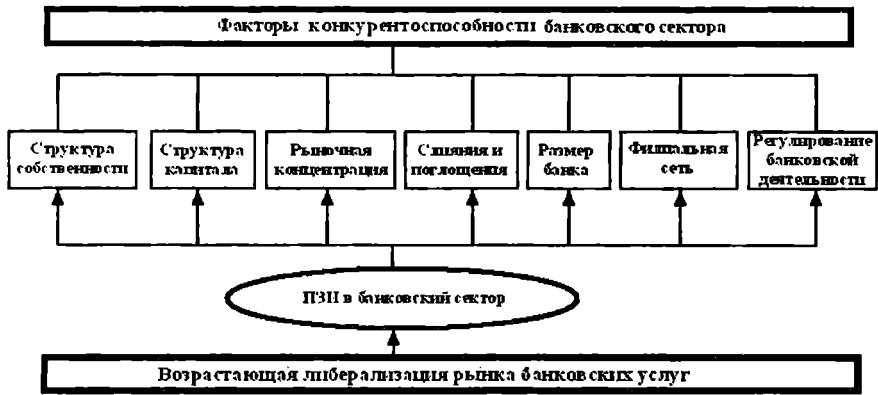 Факторы конкурентоспособности банковского сектора
Структура
собственности
Структура
капитала
Рыночная
концентрация
Слияния и
поглощения
Размер
банка
Филиальная
сеть
Регулирование
банковской
деятельности
ПЗИ в банковский сектор
Возрастающая либерализация рынка банковских услуг